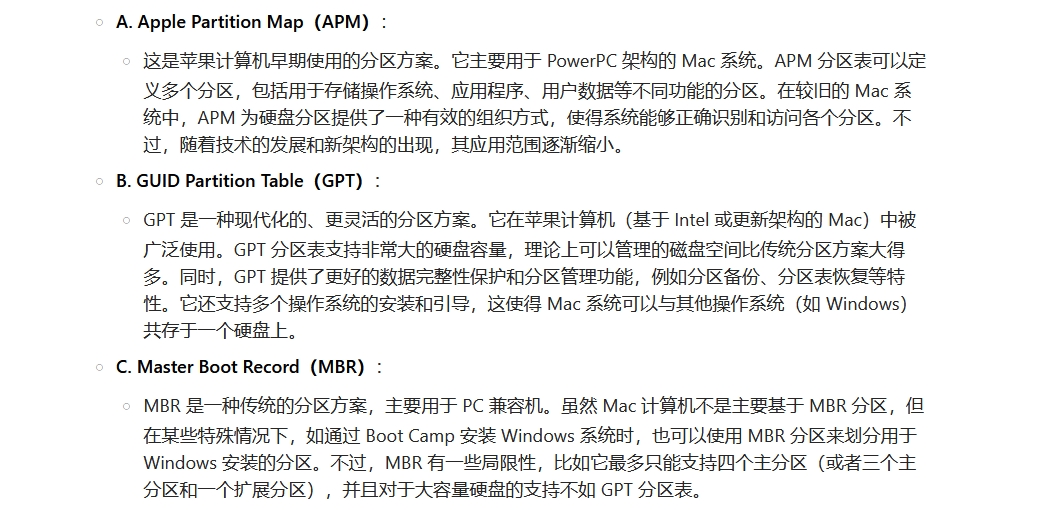 A. Apple Partition Map（APM）:
这是苹果计算机早期使用的分区方案。它主要用于 PowerPC 架构的 Mac 系统。APM 分区表可以定
义多个分区，包括用于存储操作系统、应用程序、用户数据等不同功能的分区。在较旧的 Mac 系
统中，APM 为硬盘分区提供了一种有效的组织方式，使得系统能够正确识别和访问各个分区。不
过，随着技术的发展和新架构的出现，其应用范围逐渐缩小。
B. GUID Partition Table（GPT）:
GPT 是一种现代化的、更灵活的分区方案。它在苹果计算机（基于 Intel 或更新架构的 Mac）中被
广泛使用。GPT 分区表支持非常大的硬盘容量，理论上可以管理的磁盘空间比传统分区方案大得
多。同时，GPT 提供了更好的数据完整性保护和分区管理功能，例如分区备份、分区表恢复等特
性。它还支持多个操作系统的安装和引导，这使得 Mac 系统可以与其他操作系统（如 Windows）
共存于一个硬盘上。
C. Master Boot Record（MBR）:
MBR 是一种传统的分区方案，主要用于 PC 兼容机。虽然 Mac 计算机不是主要基于 MBR 分区，但
在某些特殊情况下，如通过 Boot Camp 安装 Windows 系统时，也可以使用 MBR 分区来划分用于
Windows 安装的分区。不过，MBR 有一些局限性，比如它最多只能支持四个主分区（或者三个主
分区和一个扩展分区），并且对于大容量硬盘的支持不如 GPT 分区表。